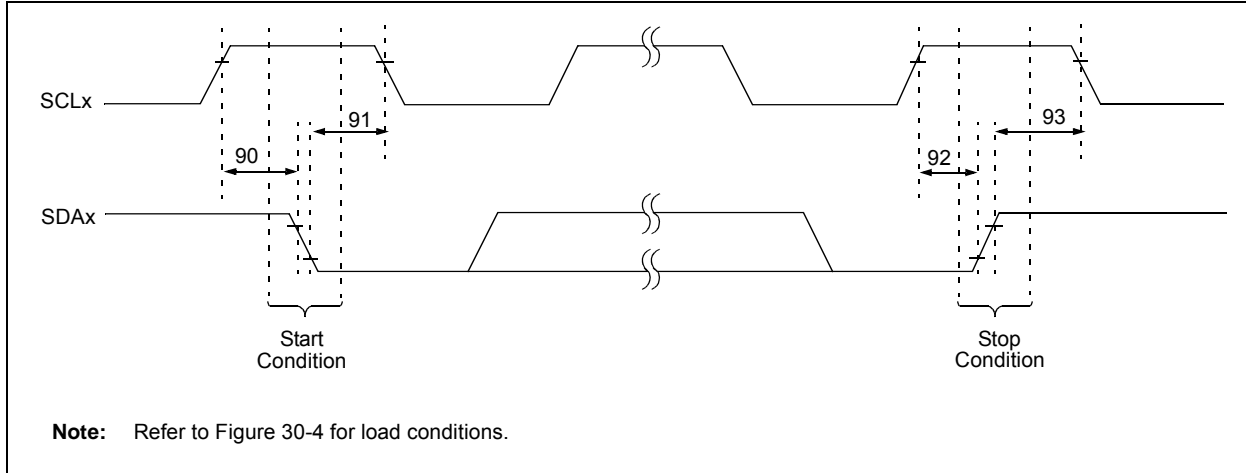 SCLx
91
93
90
92
SDAx
Start
Condition
Stop
Condition
Note: Refer to Figure 30-4 for load conditions.